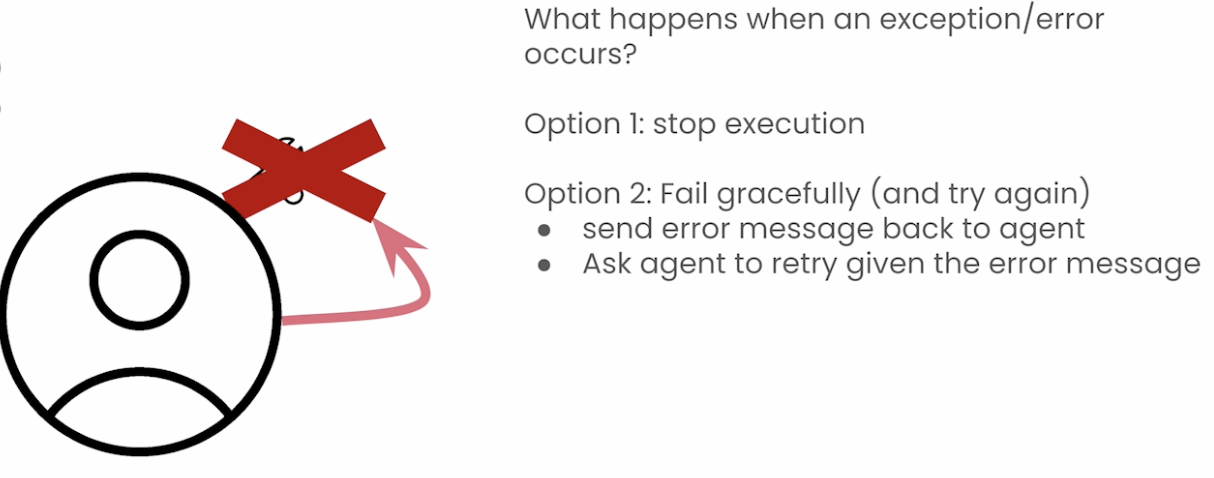 What happens when an exception/error
occurs?
Option 1: stop execution
Option 2: Fail gracefully (and try again)
● send error message back to agent
● Ask agent to retry given the error message